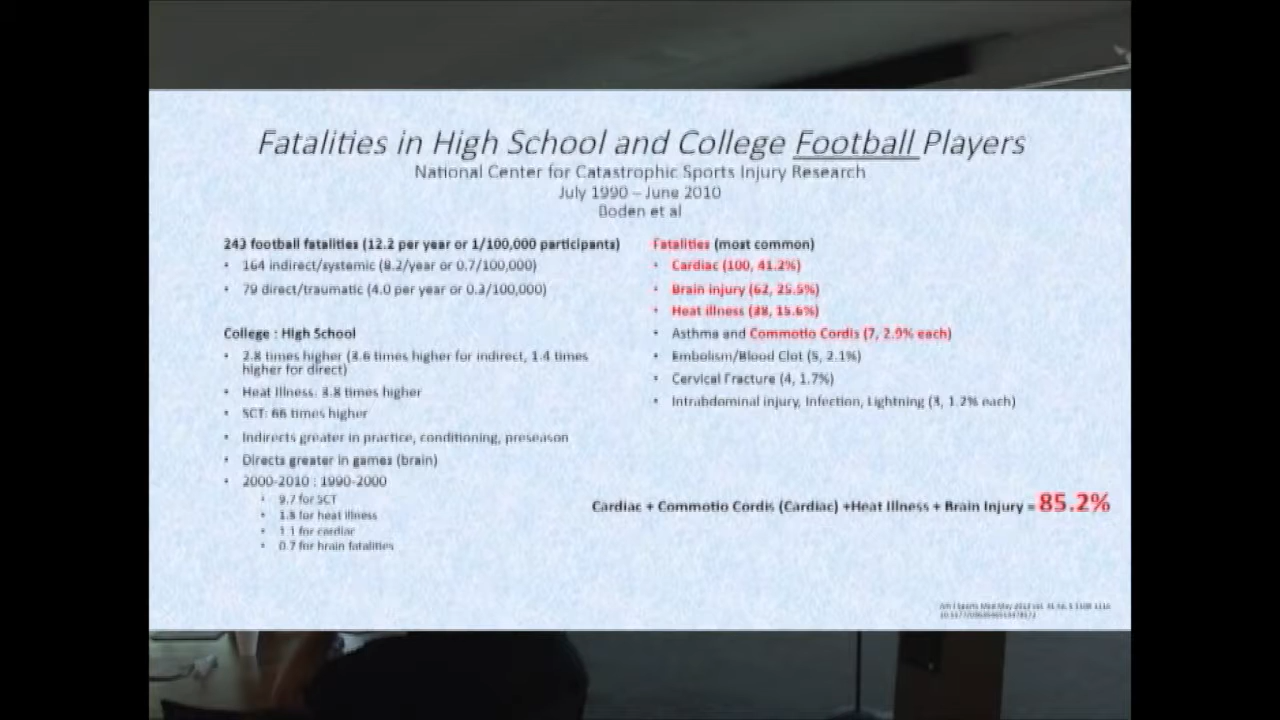 Fatalities in High School and College Football Players
National Center for Catastrophic Sports Injury Research
July 1990 – June 2010
Boden et al
243 football fatalities (12.2 per year or 1/100,000 participants)
• 164 indirect/systemic (8.2/year or 0.7/100,000)
• 79 direct/traumatic (4.0 per year or 0.3/100,000)
College : High School
• 2.8 times higher (3.6 times higher for indirect, 1.4 times
higher for direct)
• Heat Illness: 3.8 times higher
• SCT: 66 times higher
• Indirects greater in practice, conditioning, preseason
• Directs greater in games (brain)
• 2000-2010 : 1990-2000
• 9.7 for SCT
• 1.8 for heat illness
• 1.1 for cardiac
• 0.7 for brain fatalities
Fatalities (most common)
• Cardiac (100, 41.2%)
• Brain injury (62, 25.5%)
• Heat illness (38, 15.6%)
• Asthma and Commotio Cordis (7, 2.9% each)
• Embolism/Blood Clot (5, 2.1%)
• Cervical Fracture (4, 1.7%)
• Intrabdominal injury, Infection, Lightning (3, 1.2% each)
Cardiac + Commotio Cordis (Cardiac) +Heat Illness + Brain Injury = 85.2%